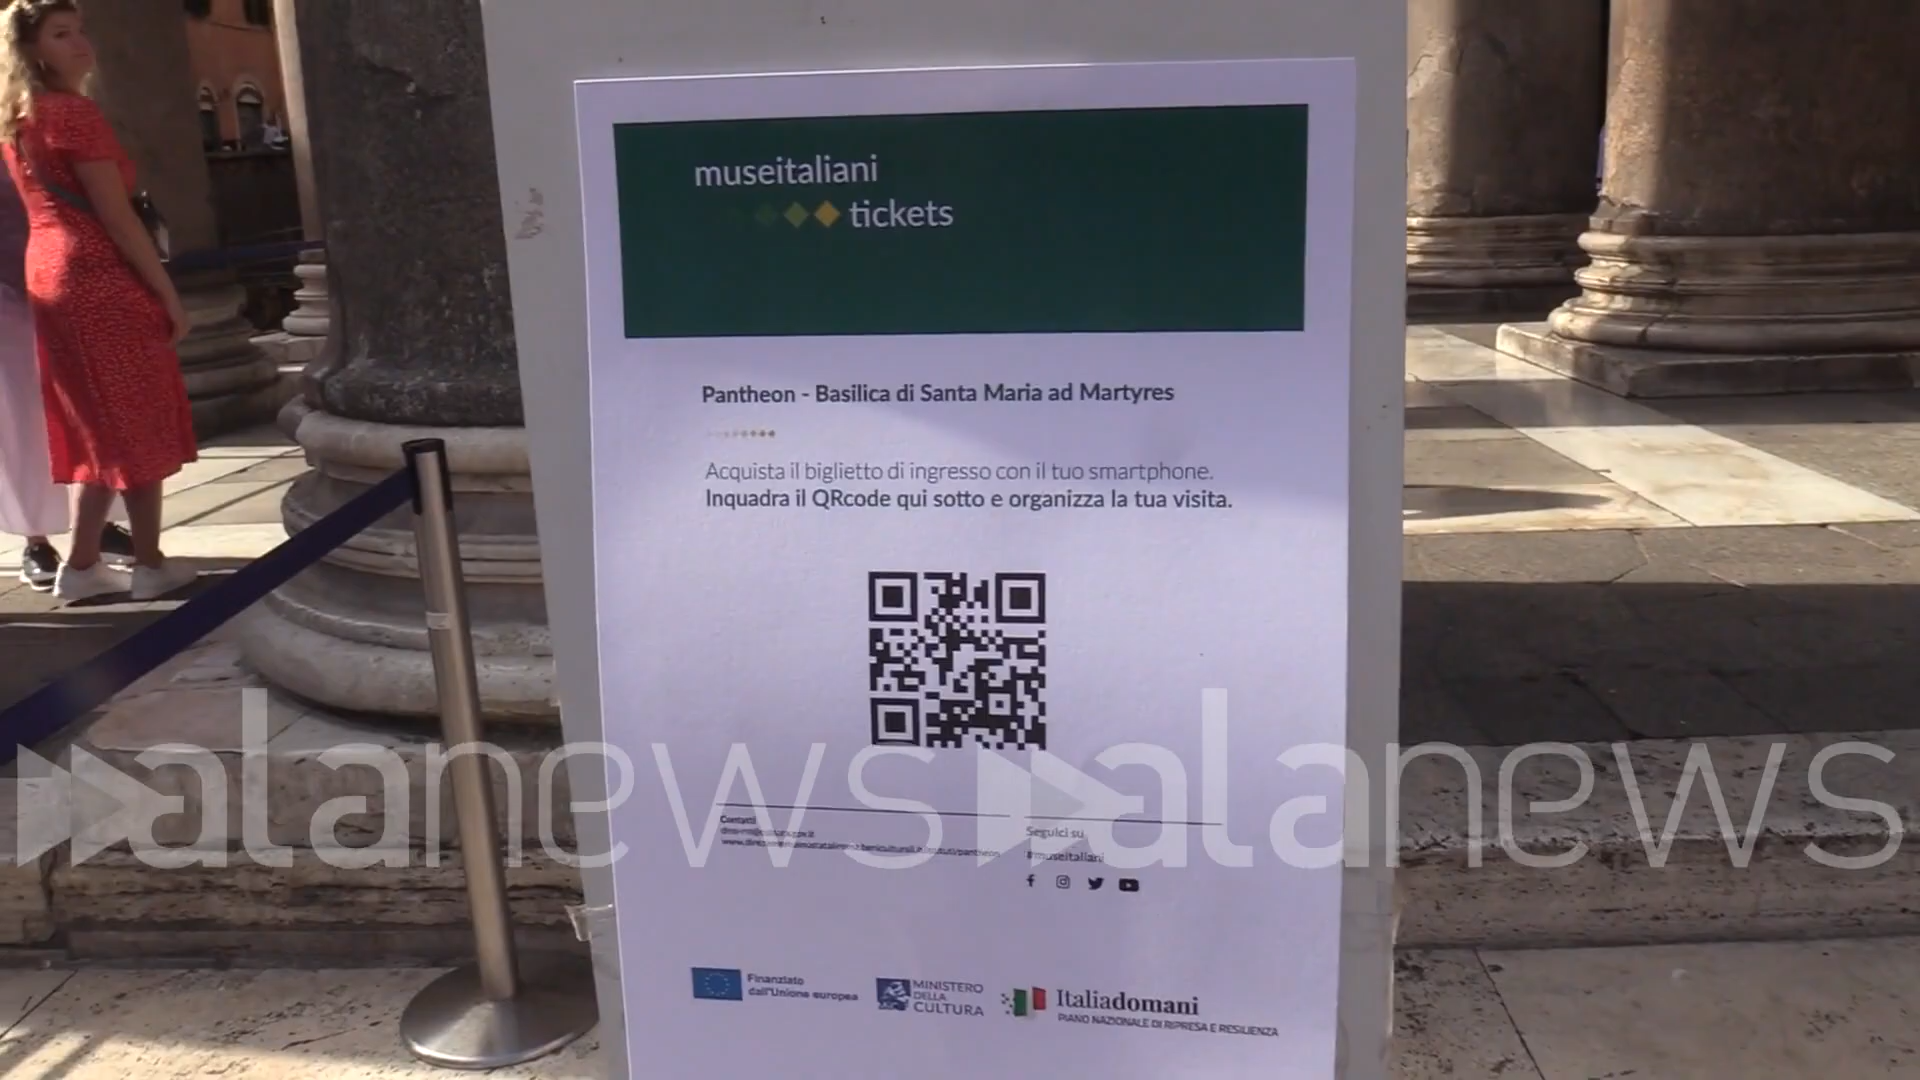 museitaliani
tickets
Pantheon - Basilica di Santa Maria ad Martyres
Acquista il biglietto di ingresso con il tuo smartphone.
Inquadra il QRcode qui sotto e organizza la tua visita.
alanews alanews
Contatti
Seguici su
#museitaliani
Finanziato
dall'Unione europea
MINISTERO
DELLA
CULTURA
Italiadomani
PIANO NAZIONALE DI RIPRESA E RESILIENZA